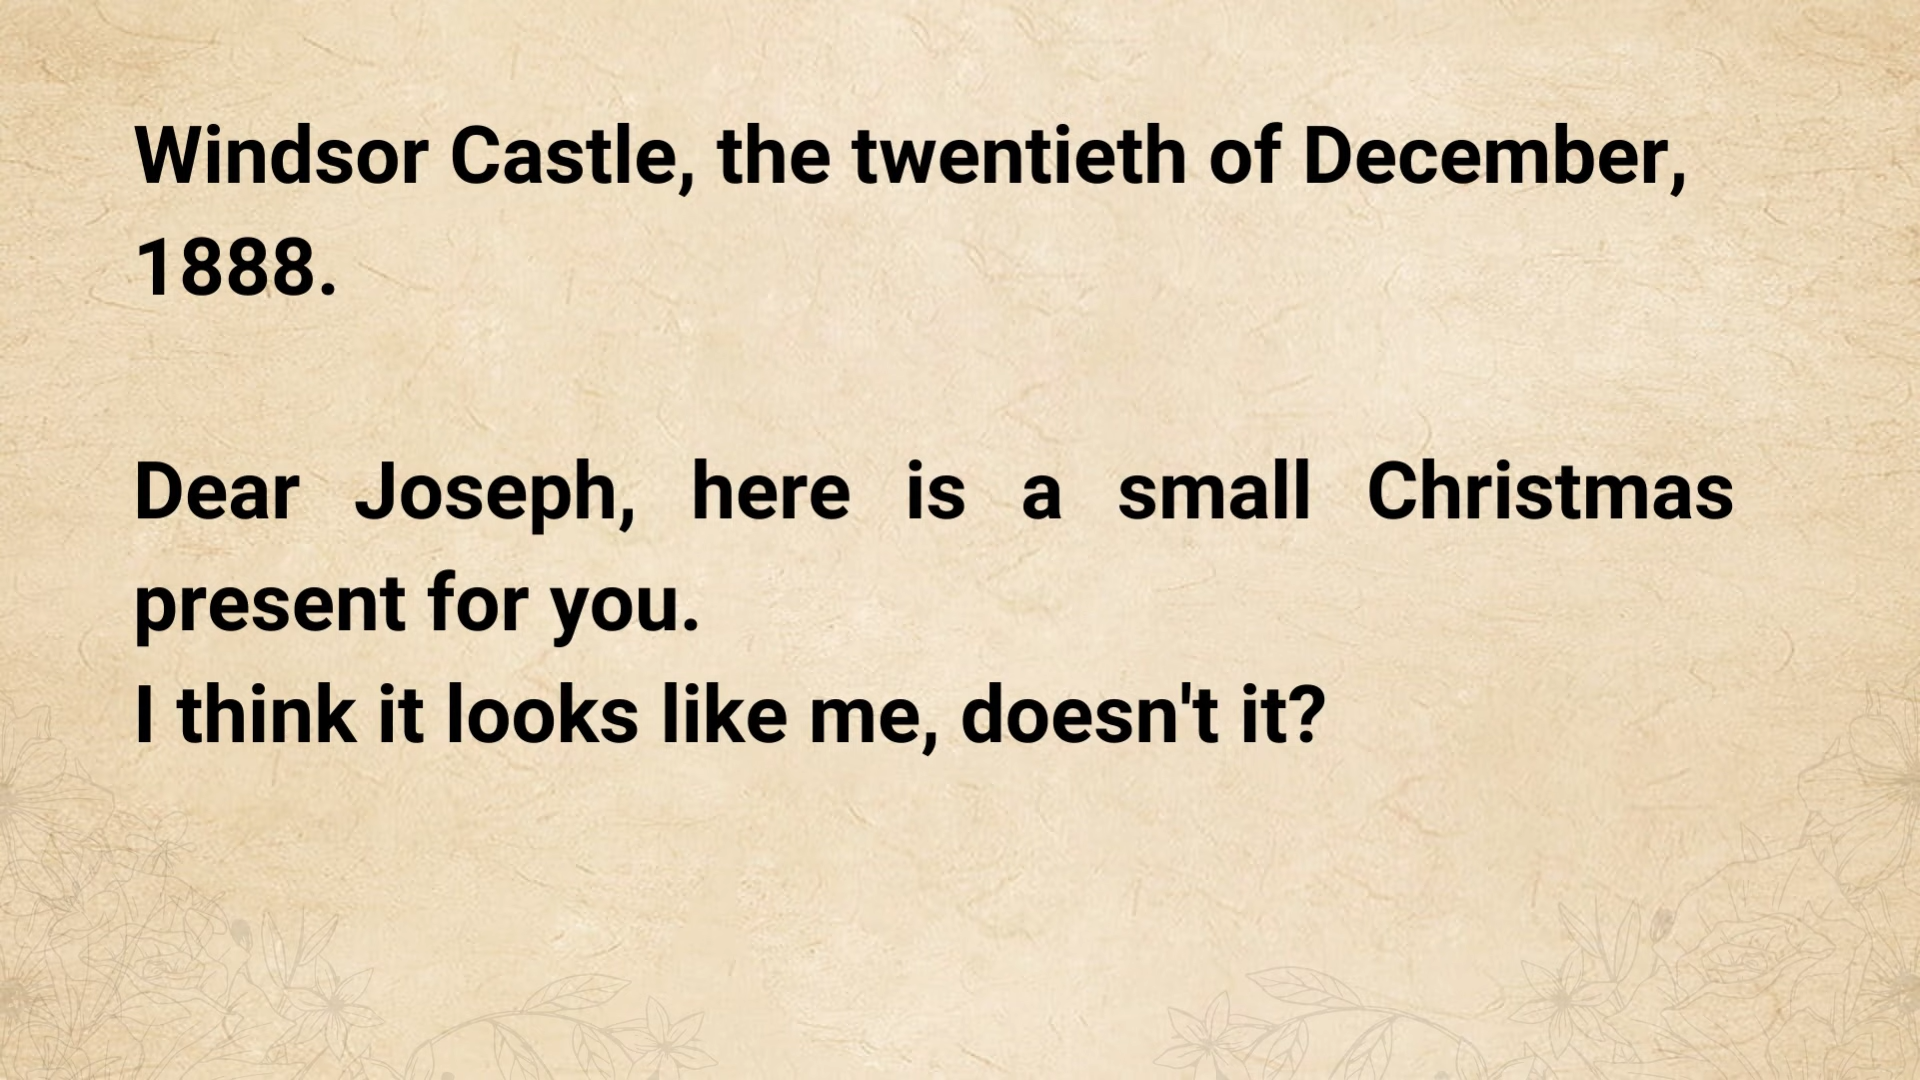 Windsor Castle, the twentieth of December,
1888.
Dear Joseph, here is a small Christmas
present for you.
I think it looks like me, doesn't it?